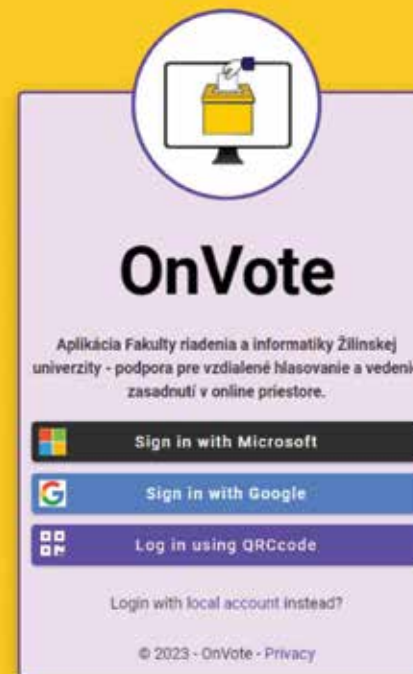 OnVote
Aplikácia Fakulty riadenia a informatiky Žilinskej
univerzity - podpora pre vzdialené hlasovanie a vedenie
zasadnutí v online priestore.
Sign in with Microsoft
Sign in with Google
Log in using QRCcode
Login with local account instead?
© 2023 - OnVote - Privacy